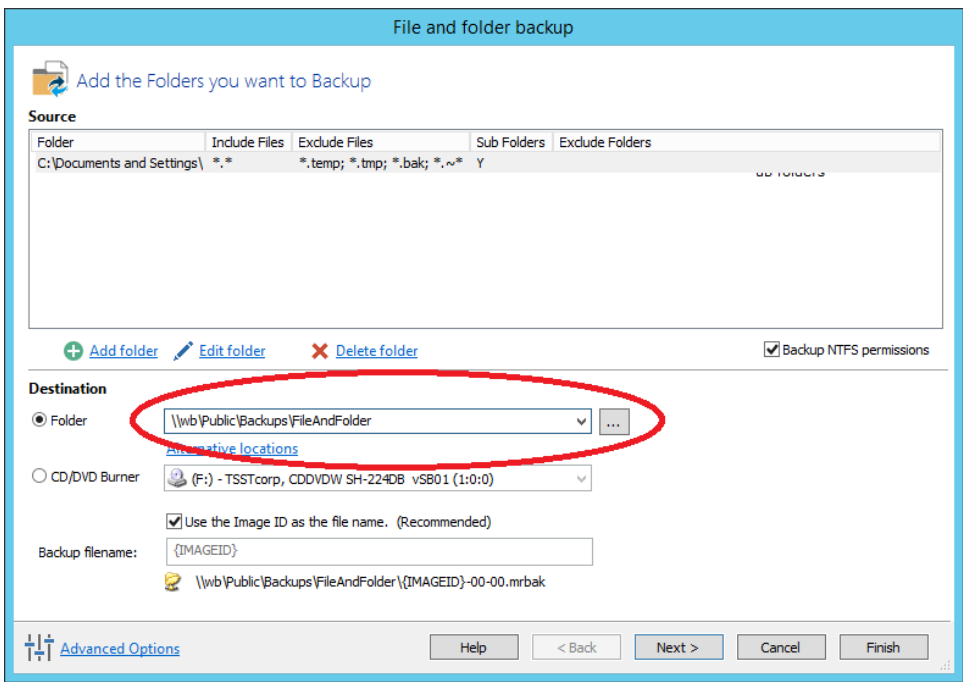 File and folder backup
Add the Folders you want to Backup
Source
Folder Include Files Exclude Files Sub Folders Exclude Folders
C:\Documents and Settings\ *.* *.temp; *.tmp; *.bak; *.~* Y
Add folder Edit folder Delete folder Backup NTFS permissions
Destination
Folder \\wb\Public\Backups\FileAndFolder ...
Alternative locations
CD/DVD Burner (F:) - TSSTcorp, CDDVDW SH-224DB vSB01 (1:0:0)
Use the Image ID as the file name. (Recommended)
Backup filename: {IMAGEID}
\\wb\Public\Backups\FileAndFolder\{IMAGEID}-00-00.mrbak
Advanced Options Help < Back Next > Cancel Finish